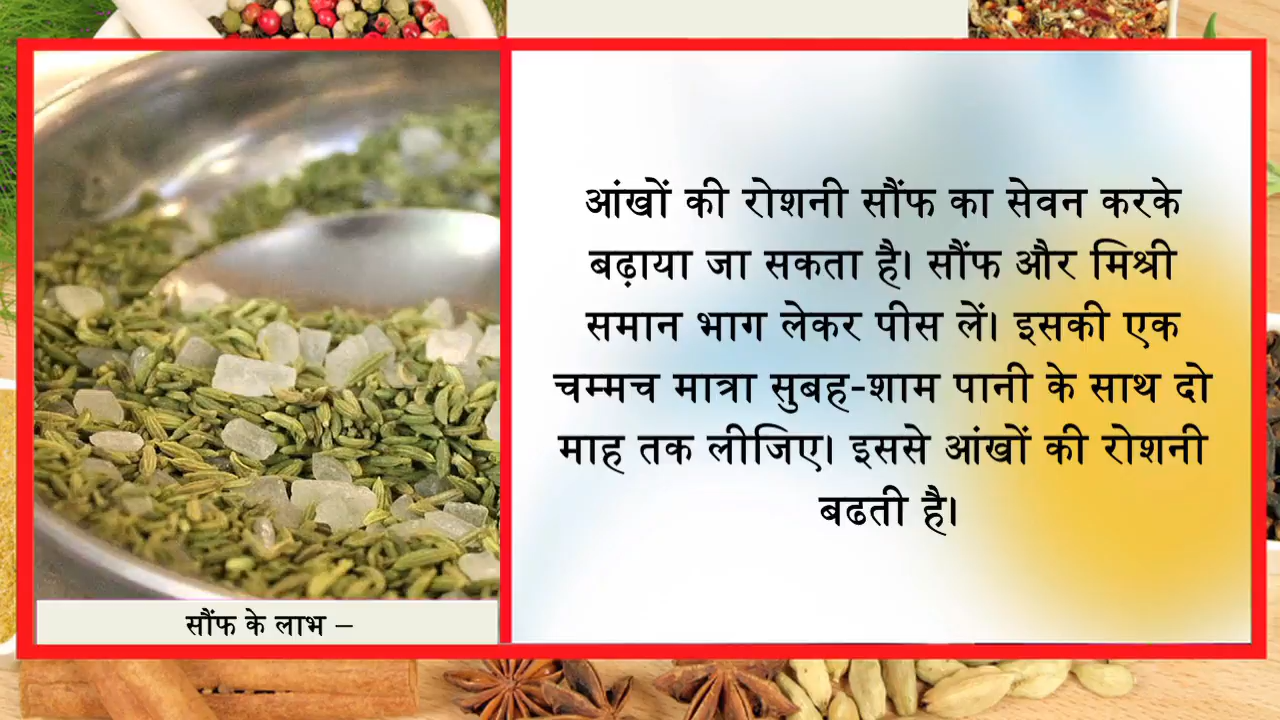 आंखों की रोशनी सौंफ का सेवन करके
बढ़ाया जा सकता है। सौंफ और मिश्री
समान भाग लेकर पीस लें। इसकी एक
चम्मच मात्रा सुबह-शाम पानी के साथ दो
माह तक लीजिए। इससे आंखों की रोशनी
बढती है।
सौंफ के लाभ –